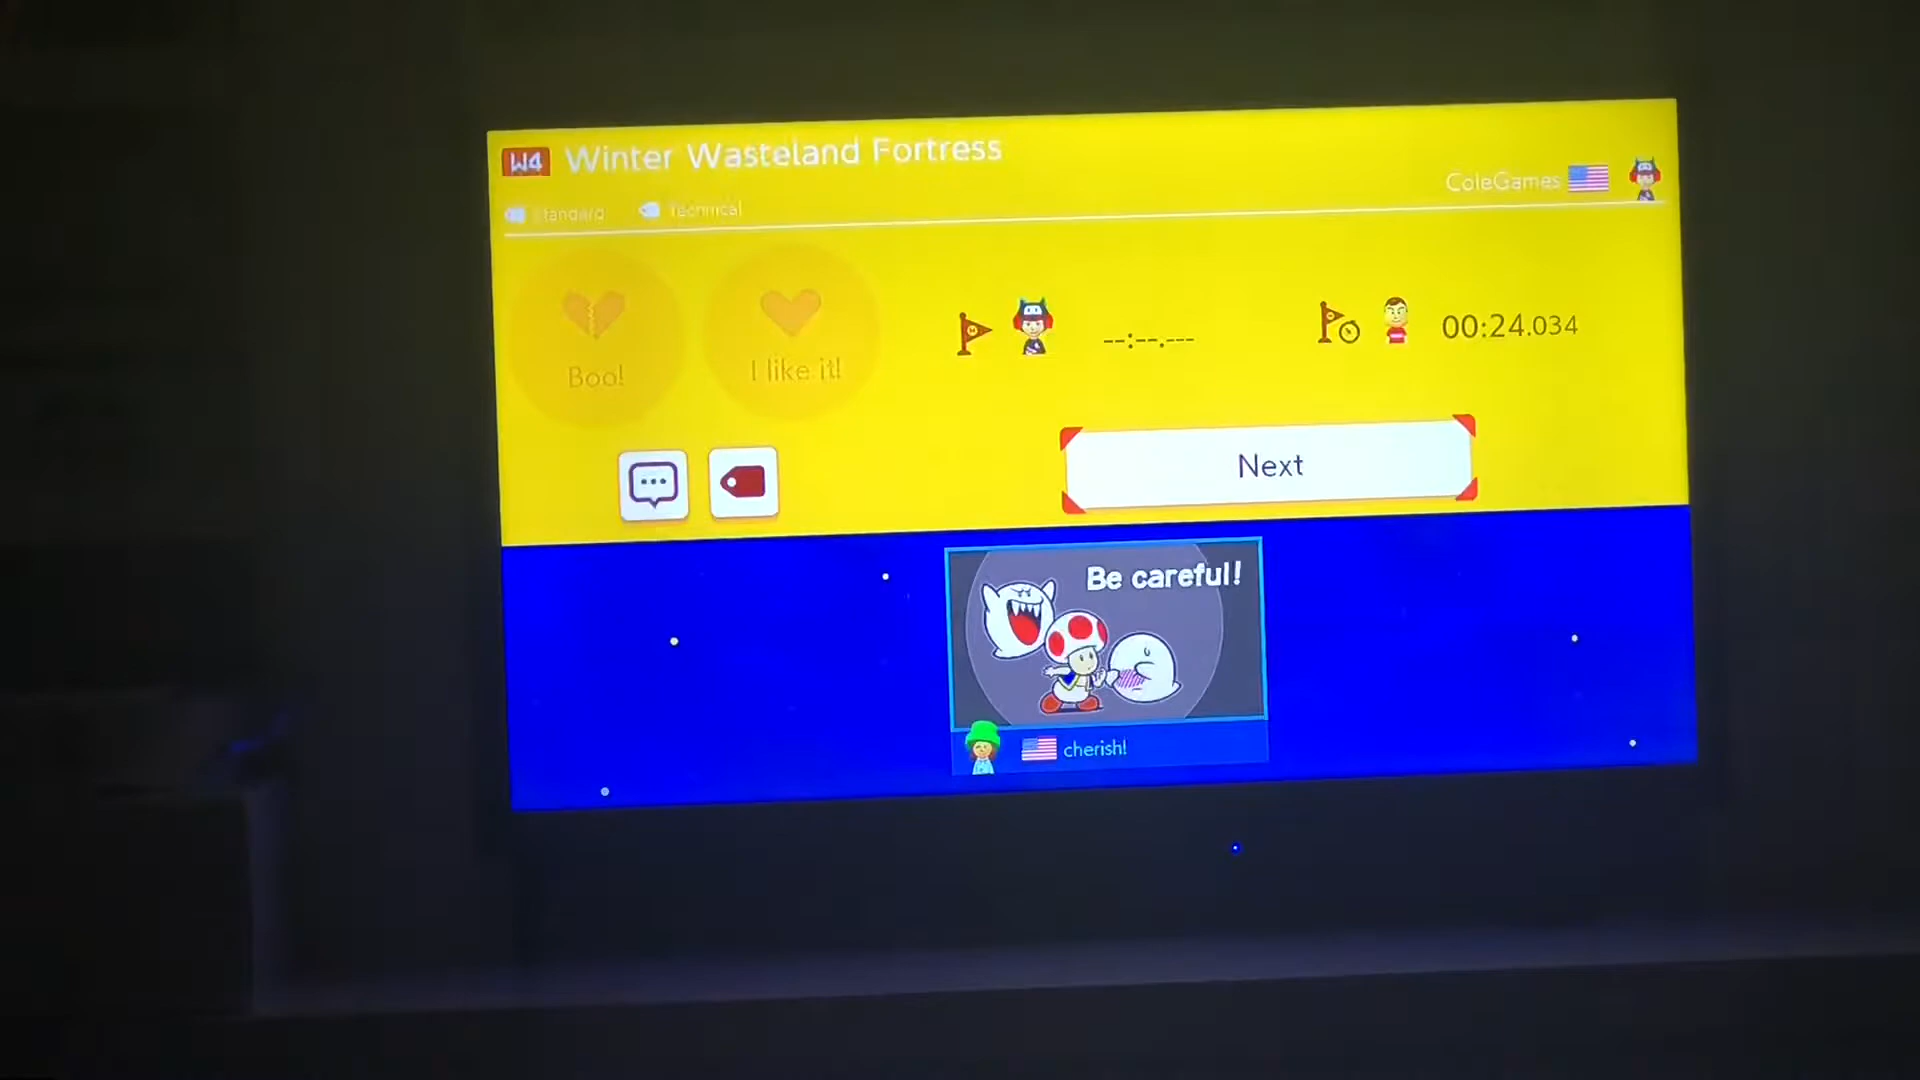 W4 Winter Wasteland Fortress
ColeGames
Standard Technical
Boo!
I like it!
--:--.---
00:24.034
Next
Be careful!
cherish!